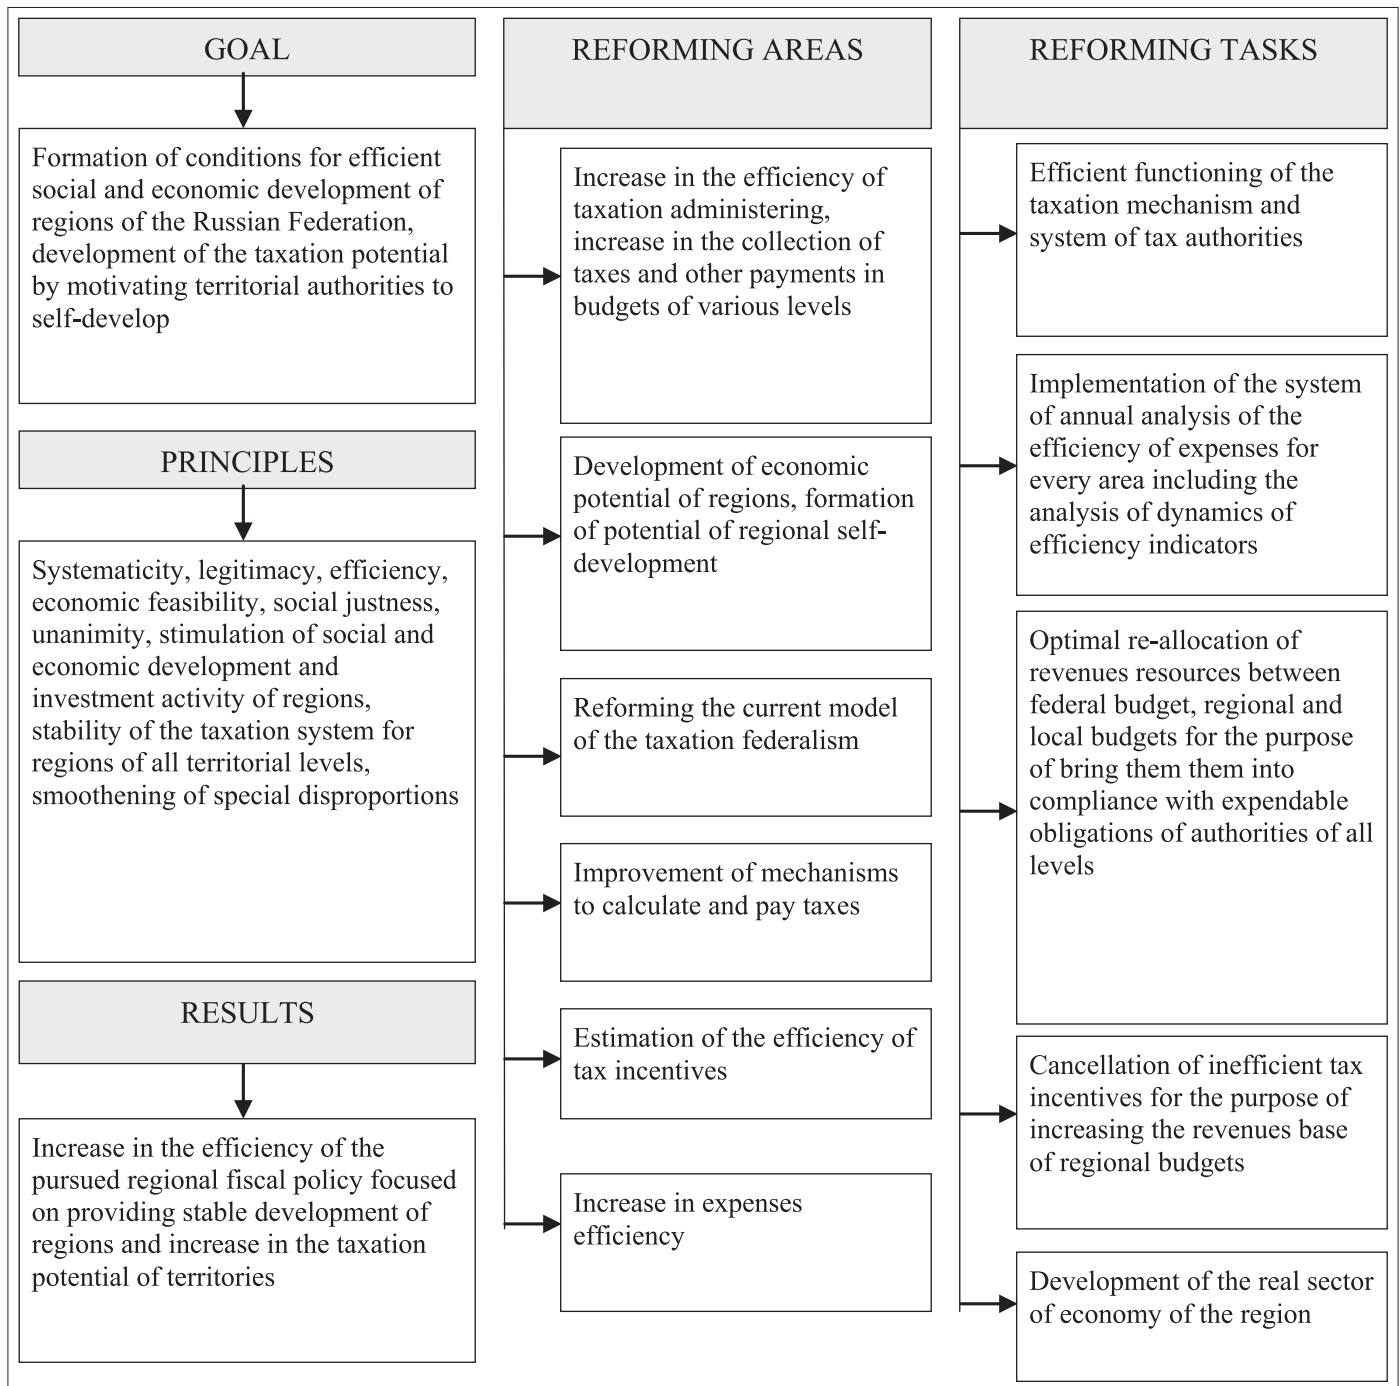 GOAL
Formation of conditions for efficient
social and economic development of
regions of the Russian Federation,
development of the taxation potential
by motivating territorial authorities to
self-develop
PRINCIPLES
Systematicity, legitimacy, efficiency,
economic feasibility, social justness,
unanimity, stimulation of social and
economic development and
investment activity of regions,
stability of the taxation system for
regions of all territorial levels,
smoothening of special disproportions
RESULTS
Increase in the efficiency of the
pursued regional fiscal policy focused
on providing stable development of
regions and increase in the taxation
potential of territories
REFORMING AREAS
Increase in the efficiency of
taxation administering,
increase in the collection of
taxes and other payments in
budgets of various levels
Development of economic
potential of regions, formation
of potential of regional self-
development
Reforming the current model
of the taxation federalism
Improvement of mechanisms
to calculate and pay taxes
Estimation of the efficiency of
tax incentives
Increase in expenses
efficiency
REFORMING TASKS
Efficient functioning of the
taxation mechanism and
system of tax authorities
Implementation of the system
of annual analysis of the
efficiency of expenses for
every area including the
analysis of dynamics of
efficiency indicators
Optimal re-allocation of
revenues resources between
federal budget, regional and
local budgets for the purpose
of bring them them into
compliance with expendable
obligations of authorities of all
levels
Cancellation of inefficient tax
incentives for the purpose of
increasing the revenues base
of regional budgets
Development of the real sector
of economy of the region